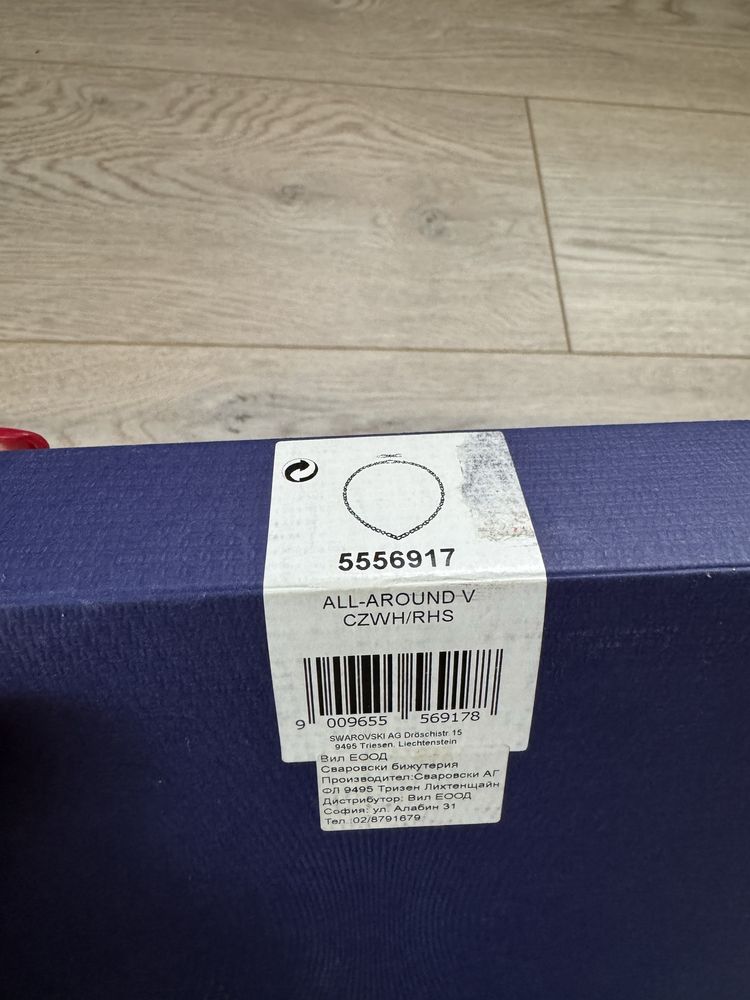 5556917
ALL-AROUND V
CZWH/RHS
9 009655 569178
SWAROVSKI AG Dröschistr. 15
9495 Triesen, Liechtenstein
Вил ЕООД
Сваровски бижутерия
Производител:Сваровски АГ
ФЛ 9495 Тризен Лихтенщайн
Дистрибутор: Вил ЕООД
София: ул. Алабин 31
Тел.:02/8791679